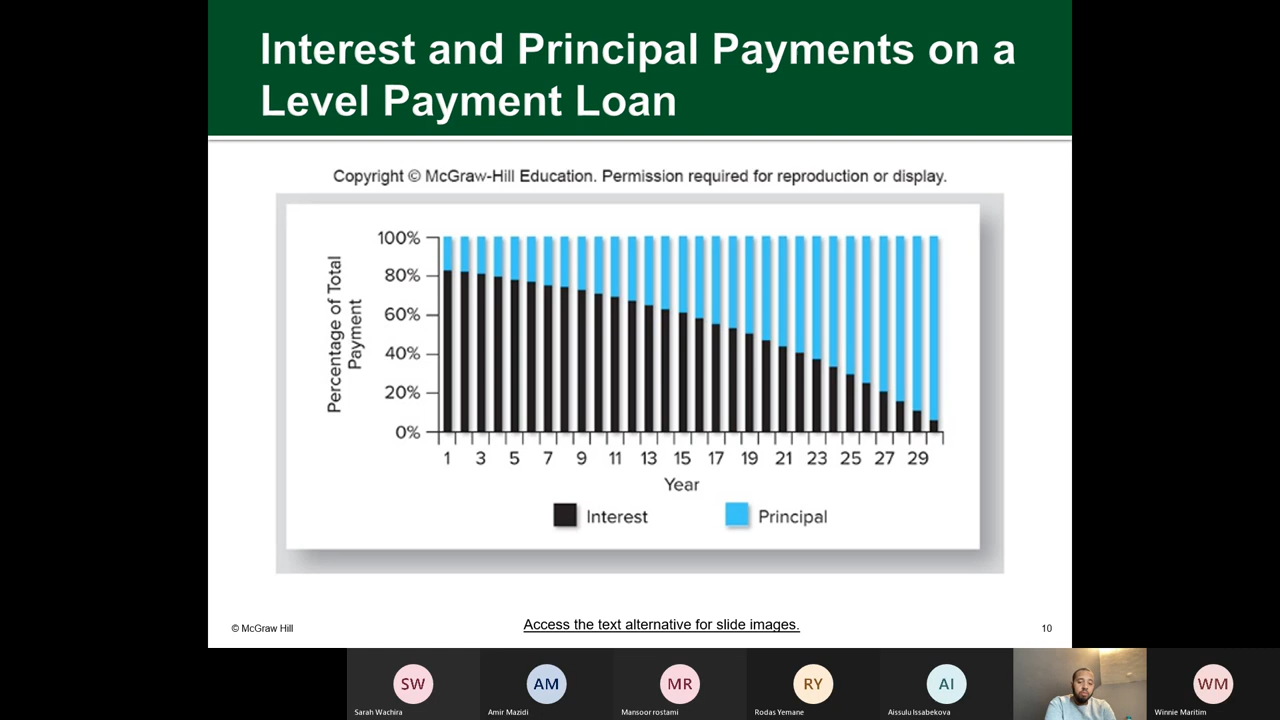 Interest and Principal Payments on a
Level Payment Loan
Copyright © McGraw-Hill Education. Permission required for reproduction or display.
Percentage of Total
Payment
100%
80%
60%
40%
20%
0%
1 3 5 7 9 11 13 15 17 19 21 23 25 27 29
Year
Interest Principal
© McGraw Hill
Access the text alternative for slide images.
10
SW AM MR RY AI WM
Sarah Wachira Amir Mazidi Mansoor rostami Rodas Yemane Aissulu Issabekova Winnie Maritim